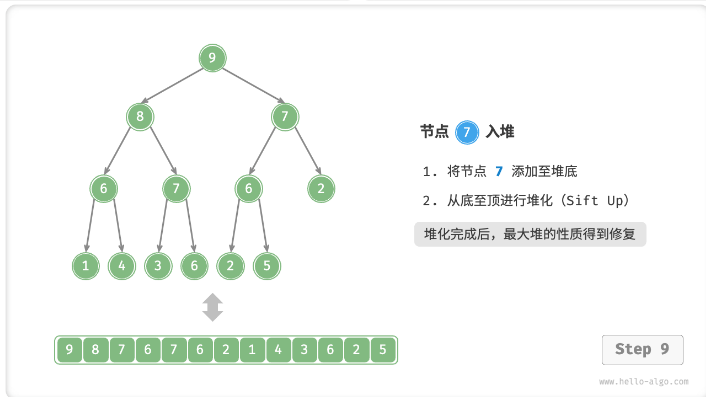 9
8 7
6 7 6 2
1 4 3 6 2 5
9 8 7 6 7 6 2 1 4 3 6 2 5
节点 7 入堆
1. 将节点 7 添加至堆底
2. 从底至顶进行堆化（Sift Up）
堆化完成后，最大堆的性质得到修复
Step 9
www.hello-algo.com